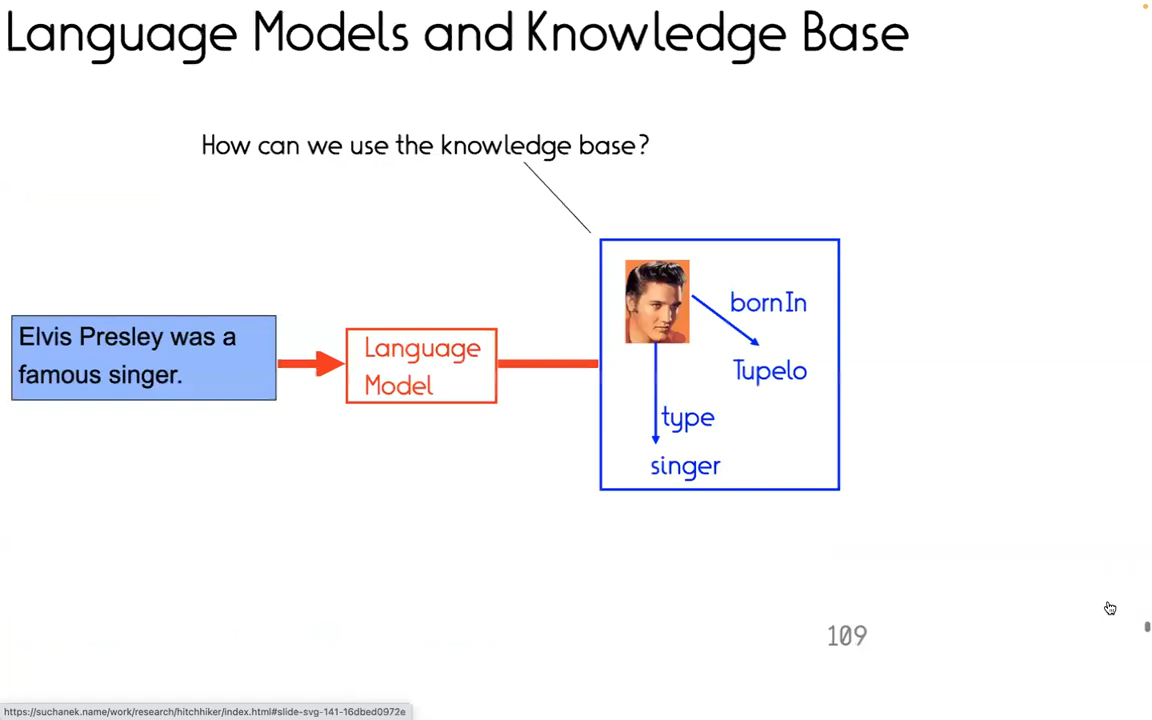 Language Models and Knowledge Base
How can we use the knowledge base?
Elvis Presley was a
famous singer.
Language
Model
bornIn
Tupelo
type
singer
109
https://suchanek.name/work/research/hitchhiker/index.html#slide-svg-141-16dbed0972e